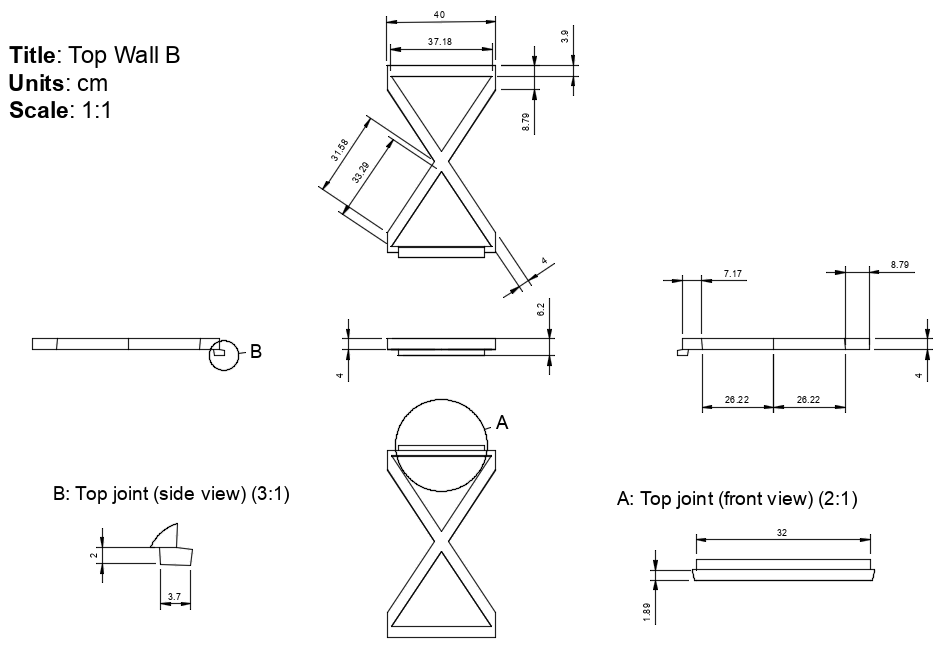 40
37.18
3.9
Title: Top Wall B
Units: cm
Scale: 1:1
8.79
31.58
33.29
4
7.17
8.79
6.2
B
4
4
26.22
26.22
A
B: Top joint (side view) (3:1)
A: Top joint (front view) (2:1)
32
2
3.7
1.89